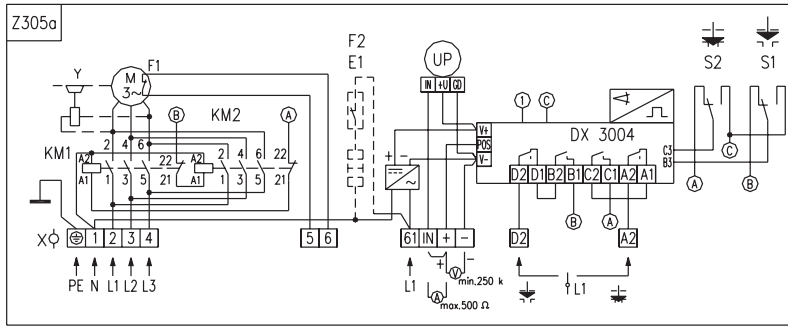 Z305a
F2
E1
UP
S2 S1
Y
M
3~
F1
IN +U GD
B KM2 A
1 C
V+
POS
V-
DX 3004
C3
B3
C
A B
KM1
2 4 6
2 4 6
A2
A1
22
21
A2
A1
22
21
1 3 5
1 3 5
+ -
D2 D1 B2 B1 C2 C1 A2 A1
B A
X 1 2 3 4
5 6
61 IN + -
D2 A2
PE N L1 L2 L3
L1
+ -
V min.250 k
A max.500 Ω
L1